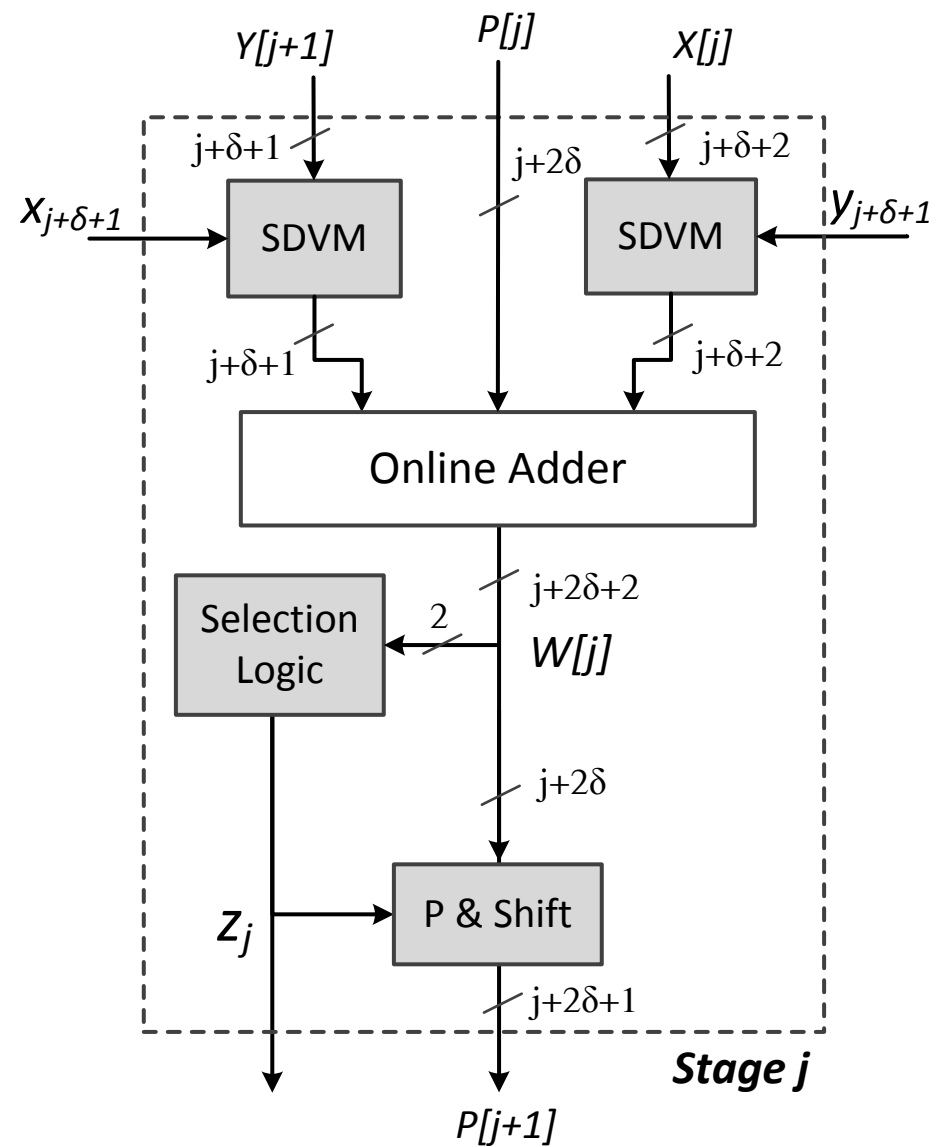 Y[j+1]
P[j]
X[j]
j+δ+1
j+2δ
j+δ+2
x_{j+δ+1}
SDVM
SDVM
y_{j+δ+1}
j+δ+1
j+δ+2
Online Adder
j+2δ+2
Selection
Logic
2
W[j]
j+2δ
z_j
P & Shift
j+2δ+1
Stage j
P[j+1]